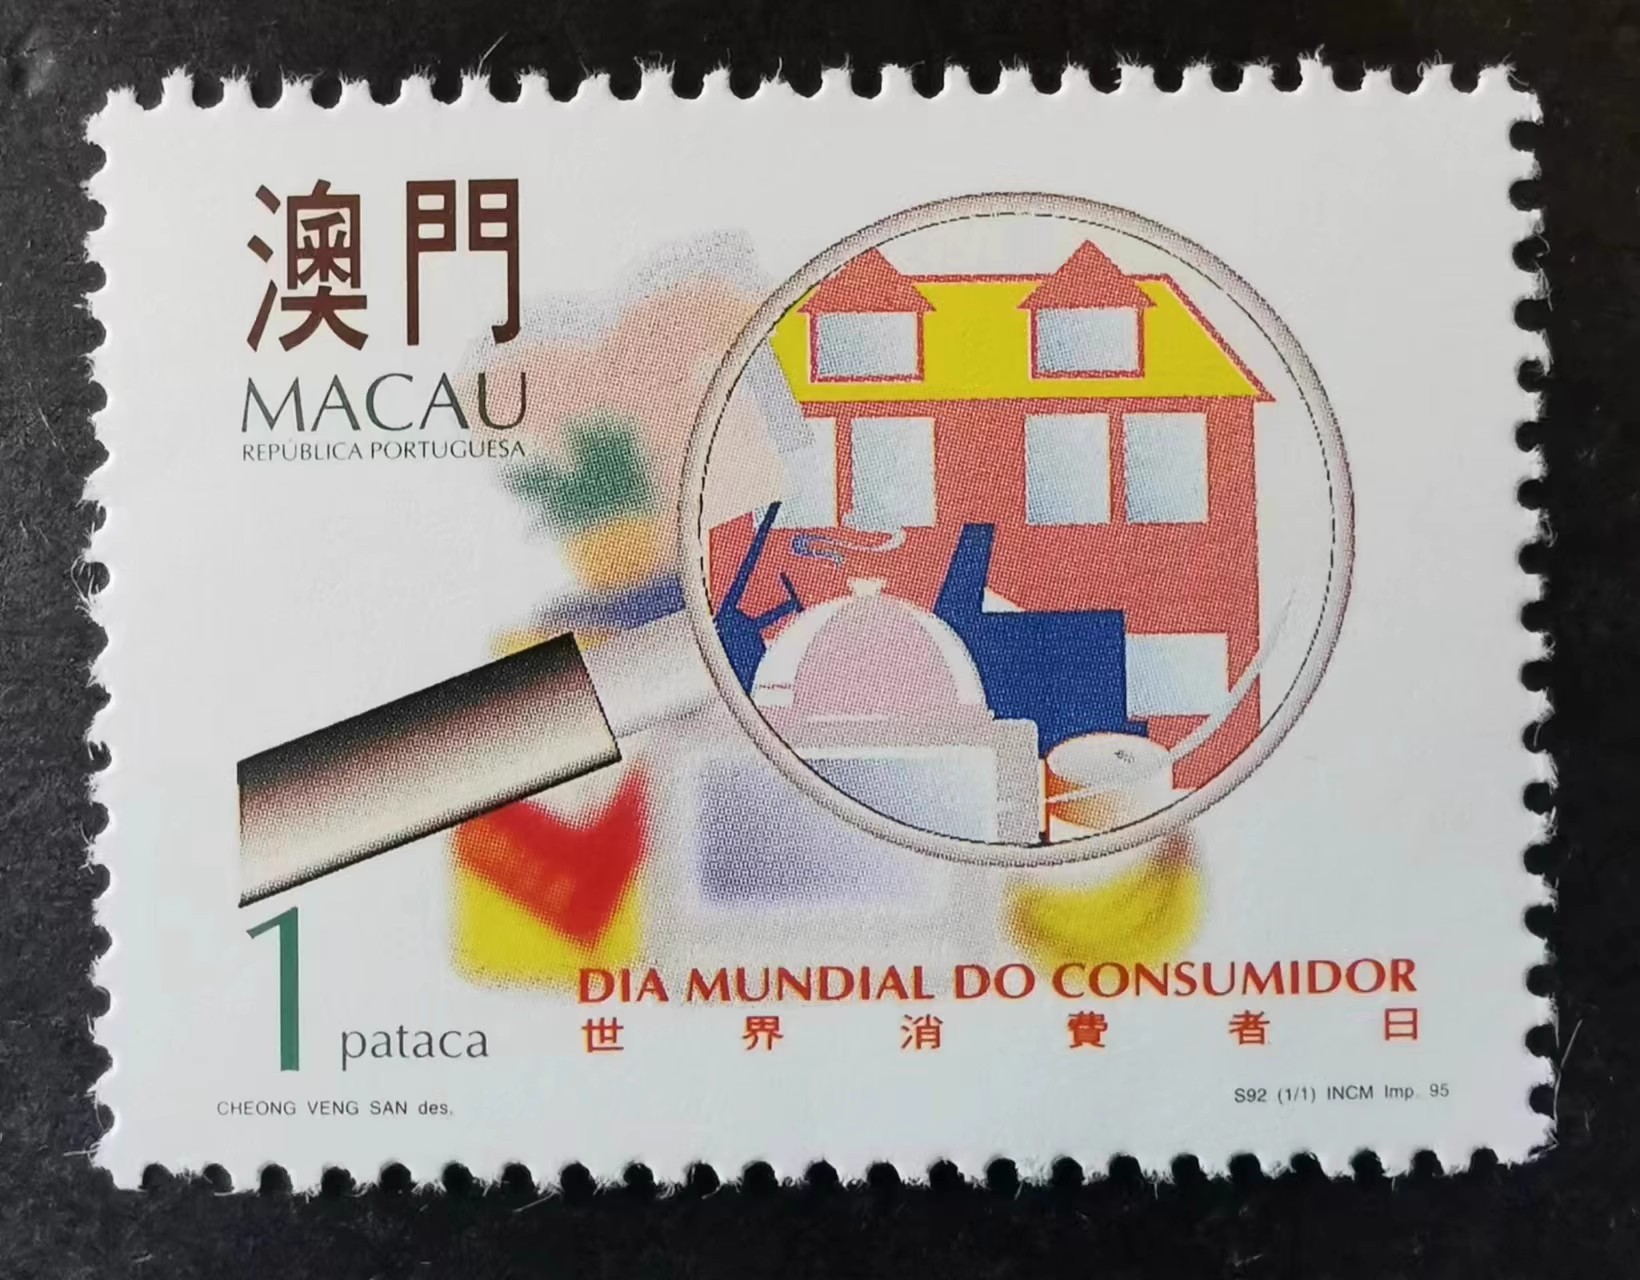 澳門
MACAU
REPÚBLICA PORTUGUESA
1 pataca
DIA MUNDIAL DO CONSUMIDOR
世界消費者日
CHEONG VENG SAN des.
S92 (1/1) INCM Imp. 95